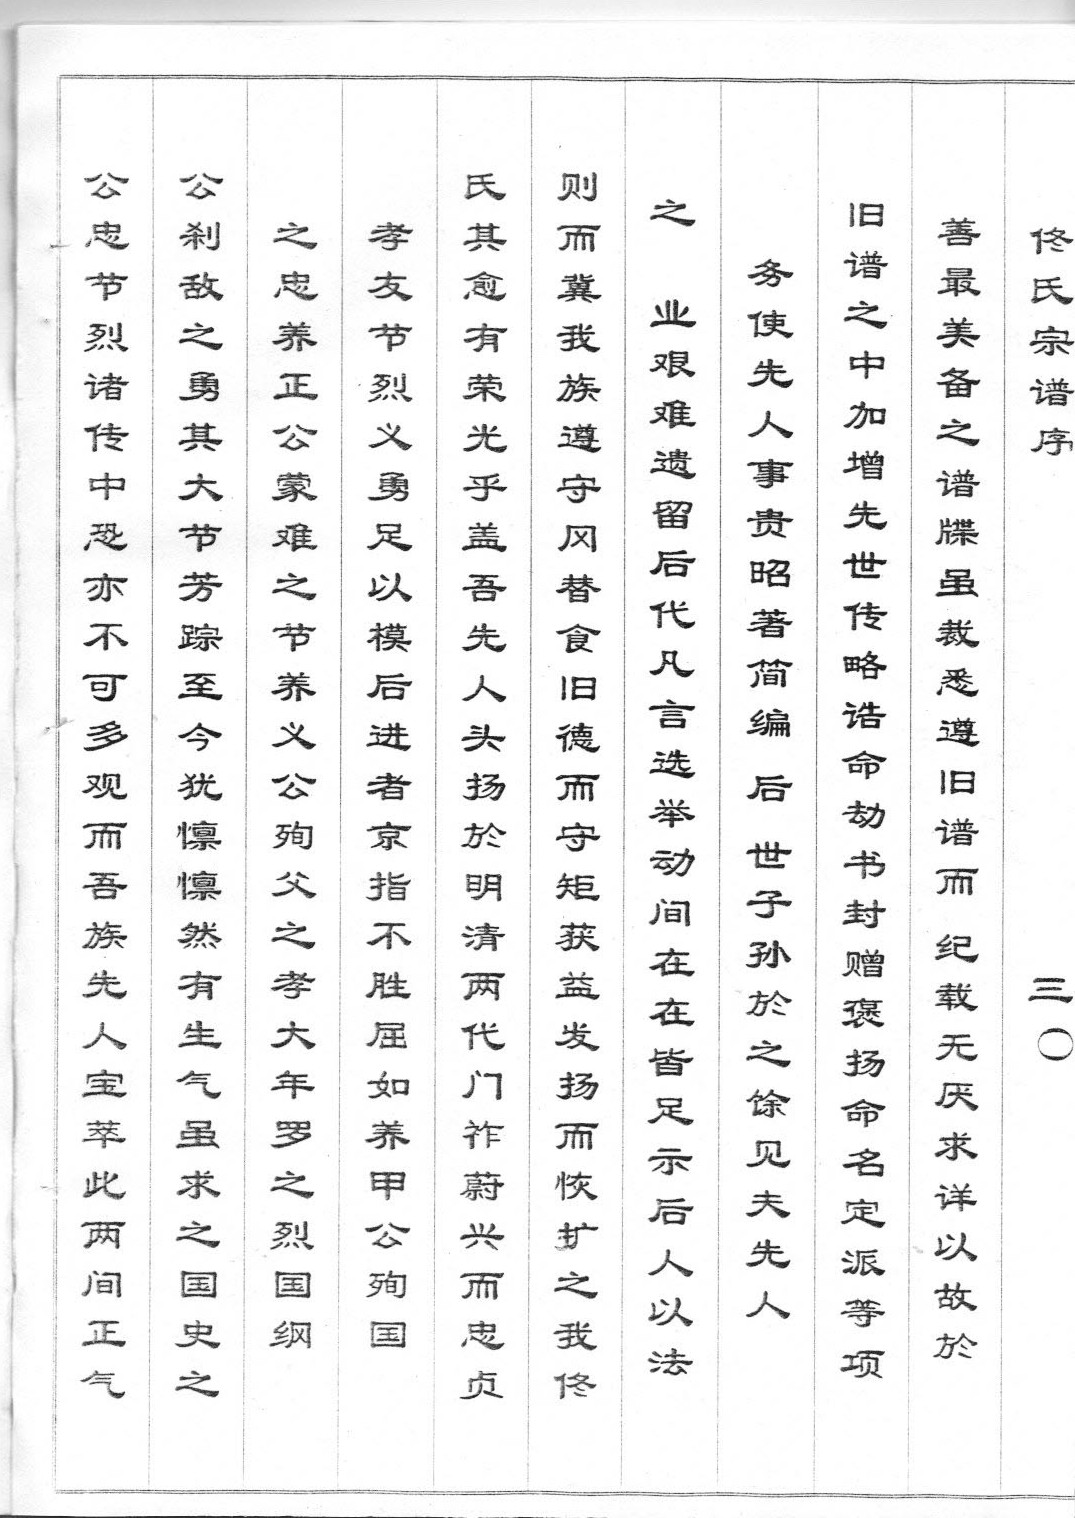 佟氏宗谱序 三〇
善最美备之谱牒虽裁悉遵旧谱而 纪载无厌求详以故於
旧谱之中加增先世传略诰命劫书封赠褒扬命名定派等项
务使先人事贵昭著简编 后 世子孙於之馀见夫先人
之 业艰难遗留后代凡言选举动间在在皆足示后人以法
则而冀我族遵守冈替食旧德而守矩获益发扬而恢扩之我佟
氏其愈有荣光乎盖吾先人头扬於明清两代门祚蔚兴而忠贞
孝友节烈义勇足以模后进者京指不胜屈如养甲公殉国
之忠养正公蒙难之节养义公殉父之孝大年罗之烈国纲
公刹敌之勇其大节芳踪至今犹懔懔然有生气虽求之国史之
公忠节烈诸传中恐亦不可多观而吾族先人宝萃此两间正气